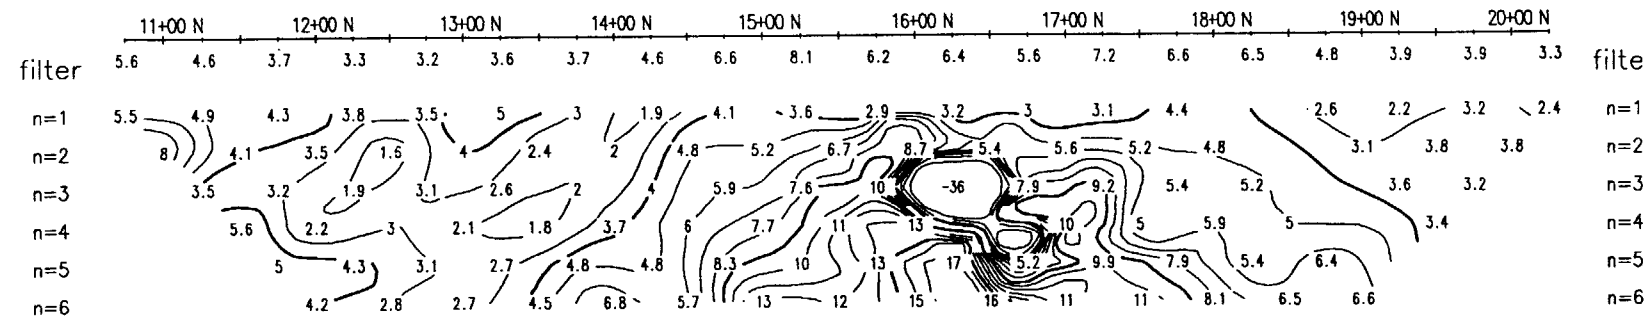 11+00 N 12+00 N 13+00 N 14+00 N 15+00 N 16+00 N 17+00 N 18+00 N 19+00 N 20+00 N
filter 5.6 4.6 3.7 3.3 3.2 3.6 3.7 4.6 6.6 8.1 6.2 6.4 5.6 7.2 6.6 6.5 4.8 3.9 3.9 3.3 filte
n=1 5.5 4.9 4.3 3.8 3.5 5 3 1.9 4.1 3.6 2.9 3.2 3 3.1 4.4 2.6 2.2 3.2 2.4 n=1
n=2 8 4.1 3.5 1.6 4 2.4 2 4.8 5.2 6.7 8.7 5.4 5.6 5.2 4.8 3.1 3.8 3.8 n=2
n=3 3.5 3.2 1.9 3.1 2.6 2 4 5.9 7.6 10 -36 7.9 9.2 5.4 5.2 3.6 3.2 n=3
n=4 5.6 2.2 3 2.1 1.8 3.7 6 7.7 11 13 10 5 5.9 5 3.4 n=4
n=5 5 4.3 3.1 2.7 4.8 4.8 8.3 10 13 17 5.2 9.9 7.9 5.4 6.4 n=5
n=6 4.2 2.8 2.7 4.5 6.8 5.7 13 12 15 16 11 11 8.1 6.5 6.6 n=6